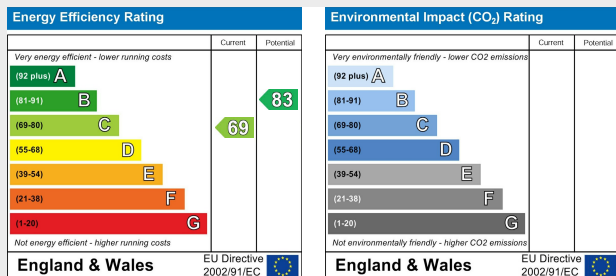 Energy Efficiency Rating
Current Potential
Very energy efficient - lower running costs
(92 plus) A
(81-91) B
83
(69-80) C
69
(55-68) D
(39-54) E
(21-38) F
(1-20) G
Not energy efficient - higher running costs
England & Wales
EU Directive
2002/91/EC
Environmental Impact (CO₂) Rating
Current Potential
Very environmentally friendly - lower CO2 emissions
(92 plus) A
(81-91) B
(69-80) C
(55-68) D
(39-54) E
(21-38) F
(1-20) G
Not environmentally friendly - higher CO2 emissions
England & Wales
EU Directive
2002/91/EC